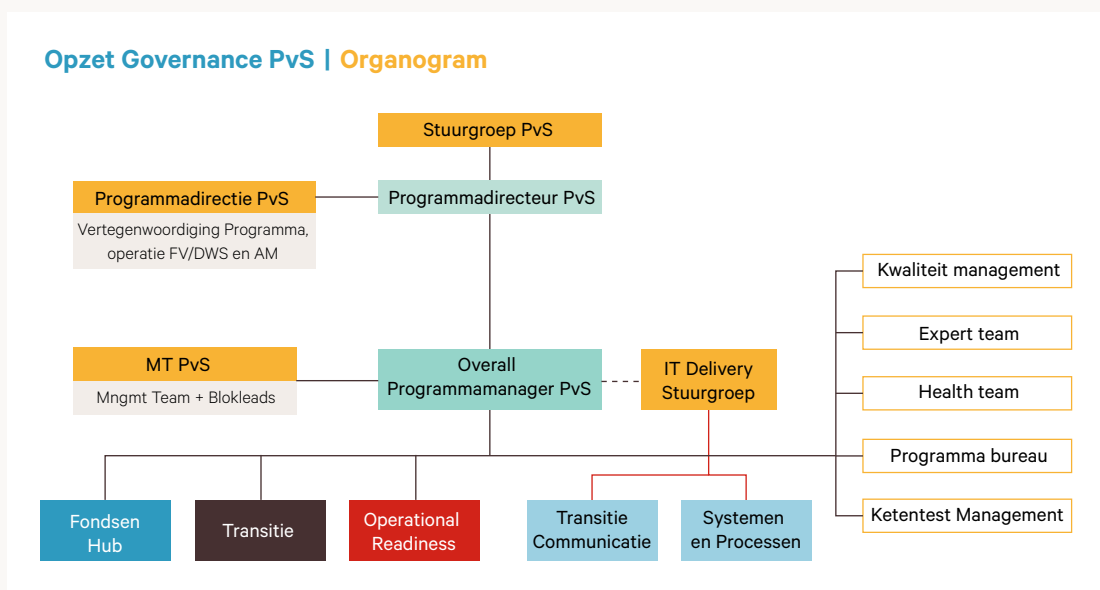 Opzet Governance PvS | Organogram
Stuurgroep PvS
Programmadirectie PvS
Vertegenwoordiging Programma,
operatie FV/DWS en AM
Programmadirecteur PvS
MT PvS
Mngmt Team + Blokleads
Overall
Programmamanager PvS
IT Delivery
Stuurgroep
Kwaliteit management
Expert team
Health team
Programma bureau
Ketentest Management
Fondsen
Hub
Transitie
Operational
Readiness
Transitie
Communicatie
Systemen
en Processen